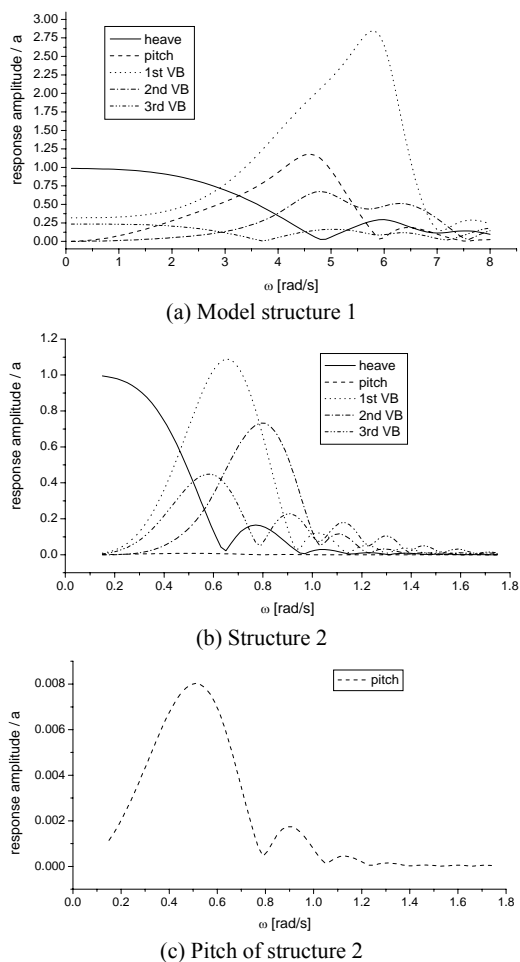 response amplitude / a
3.00
2.75
2.50
2.25
2.00
1.75
1.50
1.25
1.00
0.75
0.50
0.25
0.00
heave
pitch
1st VB
2nd VB
3rd VB
0 1 2 3 4 5 6 7 8
ω [rad/s]
(a) Model structure 1
response amplitude / a
1.2
1.0
0.8
0.6
0.4
0.2
0.0
heave
pitch
1st VB
2nd VB
3rd VB
0.0 0.2 0.4 0.6 0.8 1.0 1.2 1.4 1.6 1.8
ω [rad/s]
(b) Structure 2
response amplitude / a
0.008
0.006
0.004
0.002
0.000
pitch
0.0 0.2 0.4 0.6 0.8 1.0 1.2 1.4 1.6 1.8
ω [rad/s]
(c) Pitch of structure 2